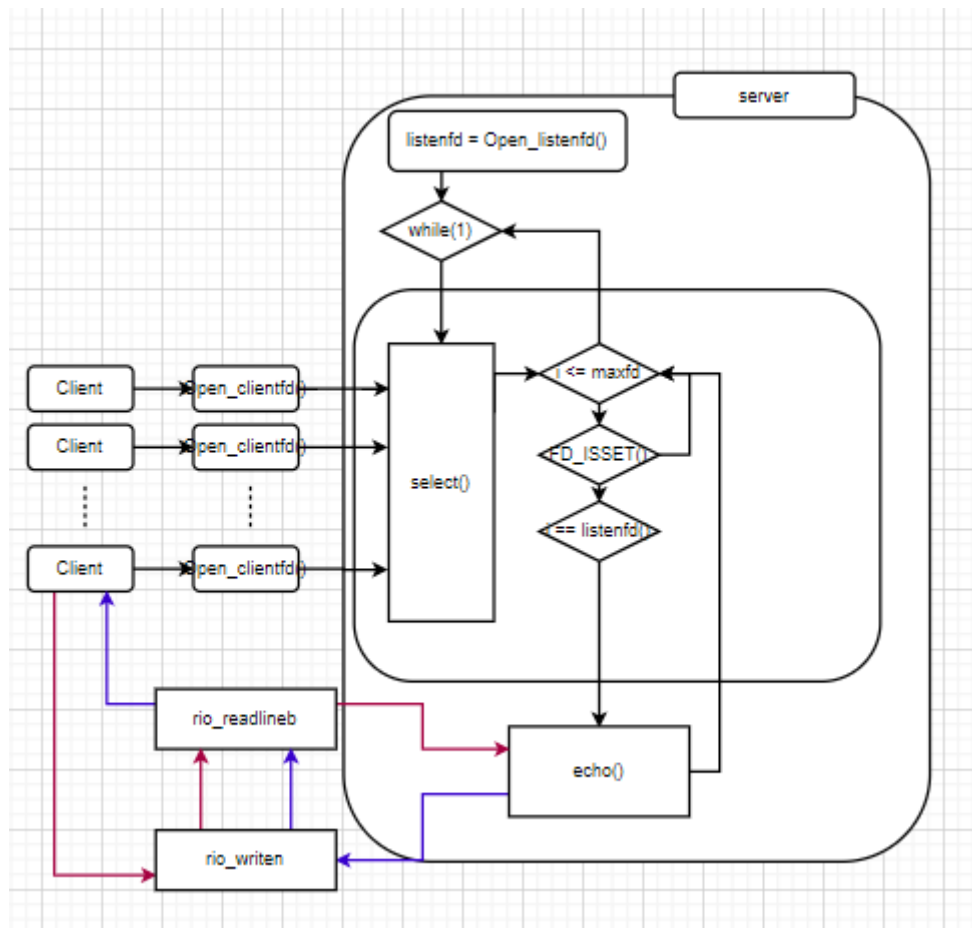 server
listenfd = Open_listenfd()
while(1)
Client
Open_clientfd()
i <= maxfd
Client
Open_clientfd()
FD_ISSET()
select()
i == listenfd()
Client
Open_clientfd()
rio_readlineb
echo()
rio_writen